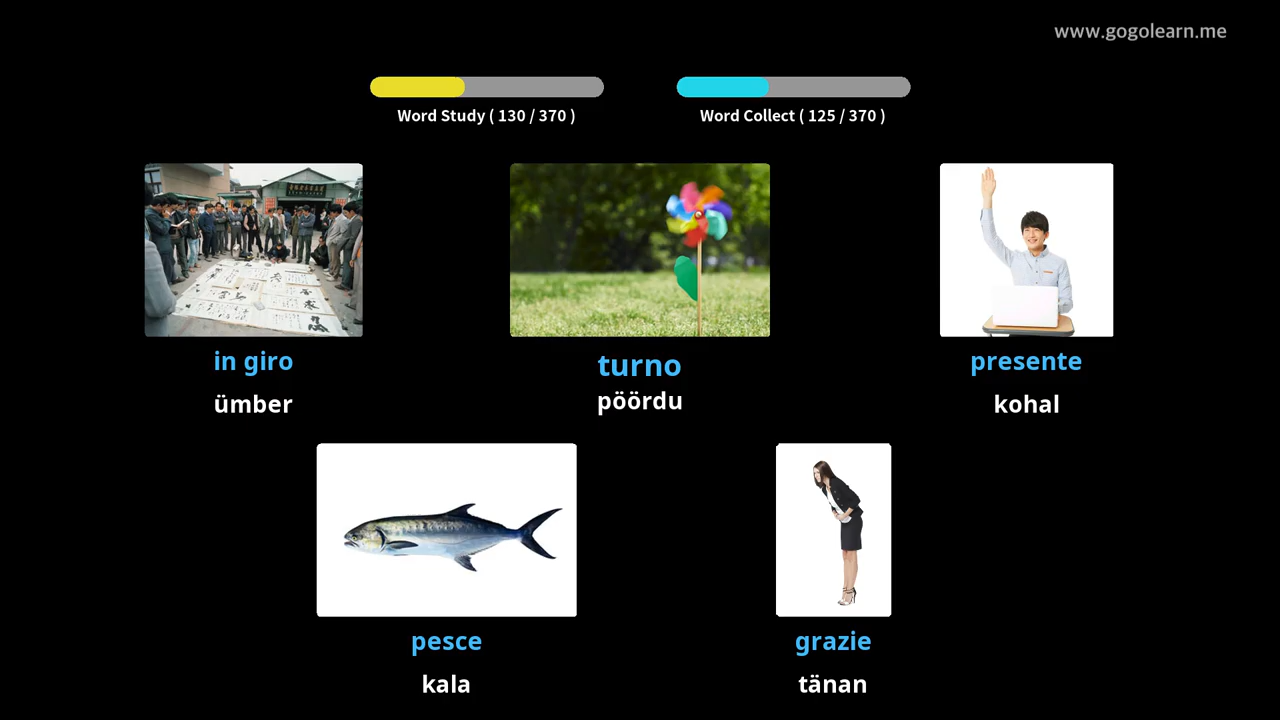 www.gogolearn.me
Word Study ( 130 / 370 )
Word Collect ( 125 / 370 )
in giro
turno
presente
ümber
pöördu
kohal
pesce
grazie
kala
tänan